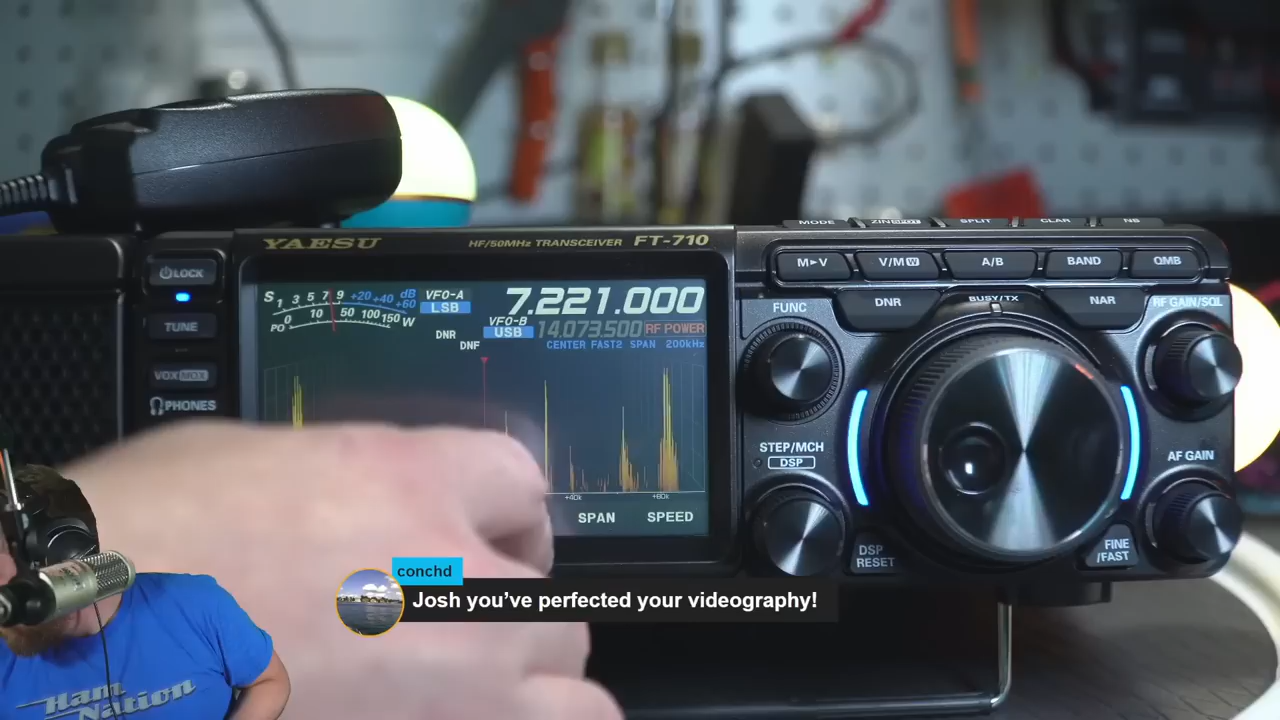 MODE ZIN/SPOT SPLIT CLAR NB
YAESU HF/50MHz TRANSCEIVER FT-710
LOCK
TUNE
VOX MOX
PHONES
S 1 3 5 7 9 +20 +40 +60 dB
PO 0 10 50 100 150 W
VFO-A
LSB
7.221.000
VFO-B
USB
14.073.500 RF POWER
DNR
DNF
CENTER FAST2 SPAN 200kHz
+40k +80k
SPAN SPEED
M►V V/M W A/B BAND QMB
FUNC DNR BUSY/TX NAR RF GAIN/SQL
STEP/MCH
DSP
AF GAIN
DSP
RESET
FINE
/FAST
conchd
Josh you've perfected your videography!
Ham
Nation